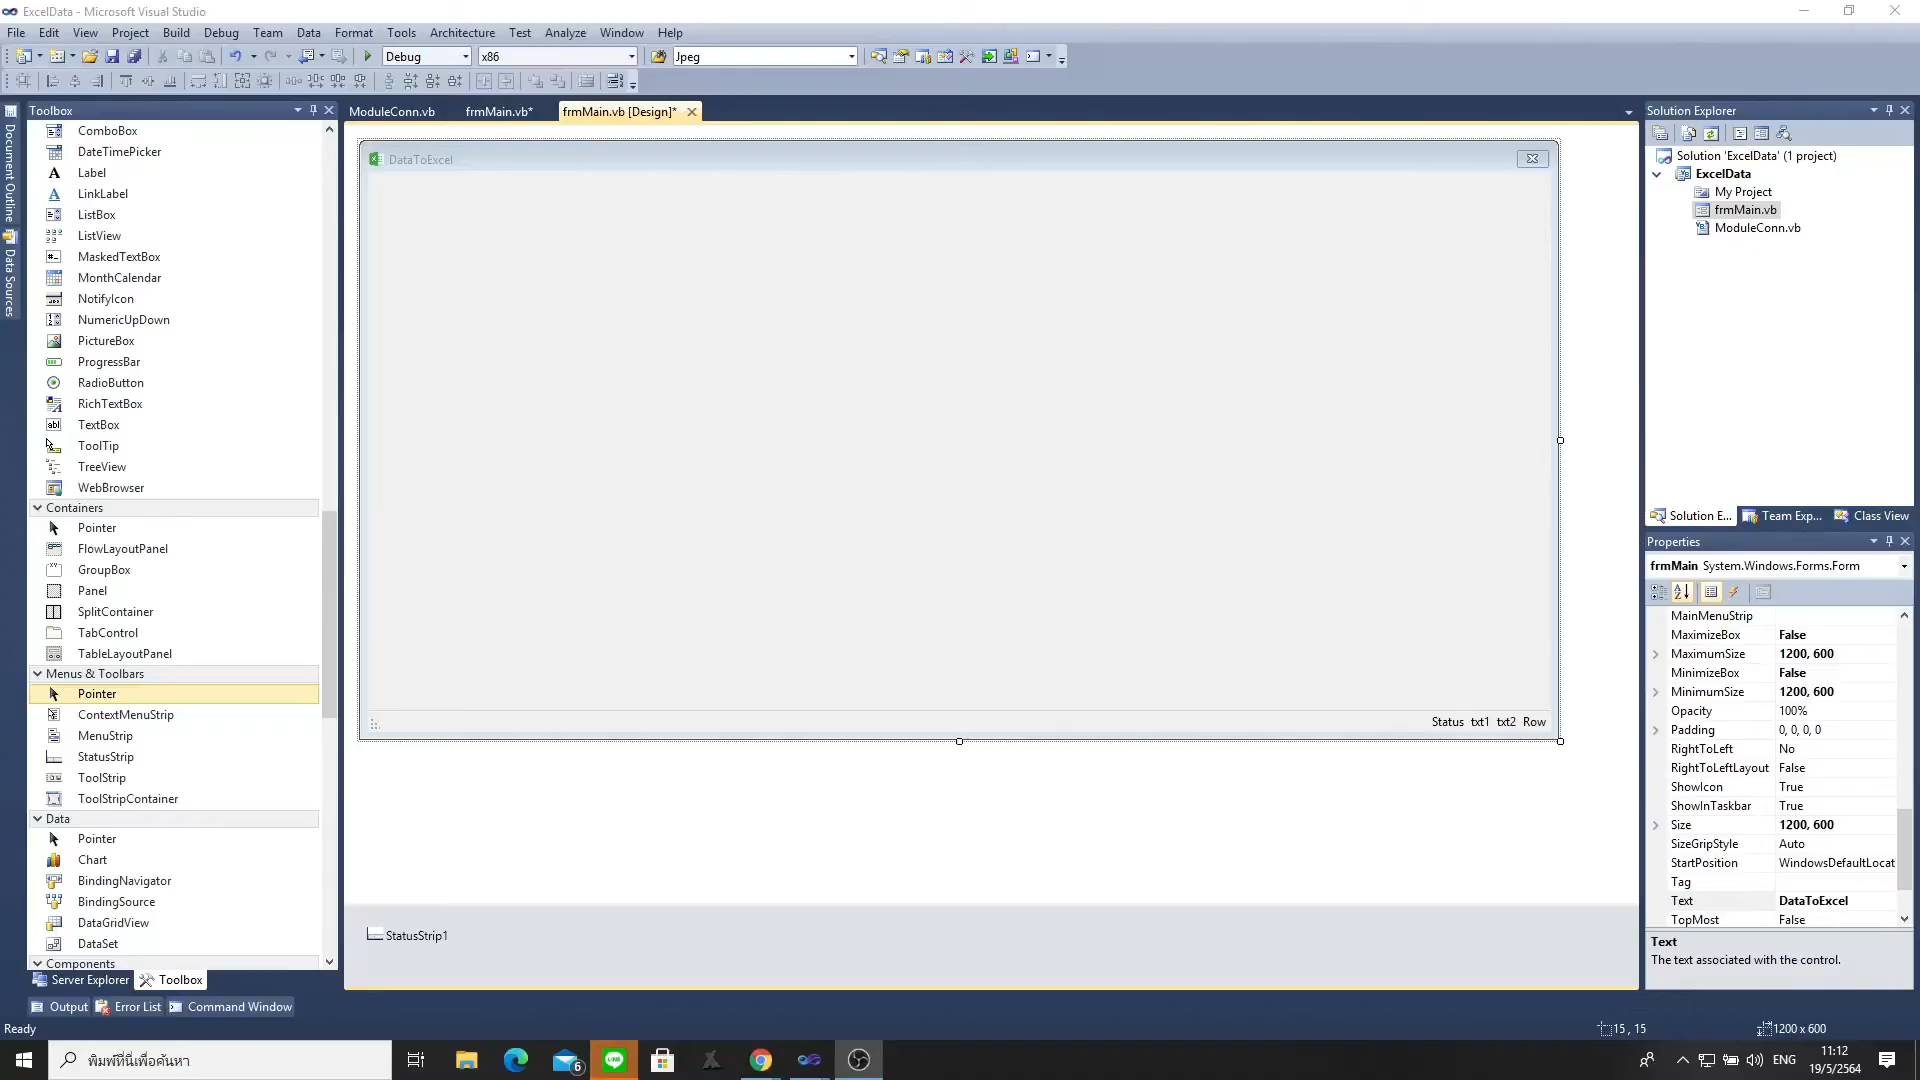 ExcelData - Microsoft Visual Studio
File Edit View Project Build Debug Team Data Format Tools Architecture Test Analyze Window Help
Debug x86 Jpeg
Toolbox
ModuleConn.vb frmMain.vb* frmMain.vb [Design]*
Solution Explorer
Document Outline
Data Sources
ComboBox
DateTimePicker
Label
LinkLabel
ListBox
ListView
MaskedTextBox
MonthCalendar
NotifyIcon
NumericUpDown
PictureBox
ProgressBar
RadioButton
RichTextBox
TextBox
ToolTip
TreeView
WebBrowser
Containers
Pointer
FlowLayoutPanel
GroupBox
Panel
SplitContainer
TabControl
TableLayoutPanel
Menus & Toolbars
Pointer
ContextMenuStrip
MenuStrip
StatusStrip
ToolStrip
ToolStripContainer
Data
Pointer
Chart
BindingNavigator
BindingSource
DataGridView
DataSet
Components
Server Explorer Toolbox
DataToExcel
Status txt1 txt2 Row
StatusStrip1
Solution 'ExcelData' (1 project)
ExcelData
My Project
frmMain.vb
ModuleConn.vb
Solution E... Team Exp... Class View
Properties
frmMain System.Windows.Forms.Form
MainMenuStrip
MaximizeBox False
MaximumSize 1200, 600
MinimizeBox False
MinimumSize 1200, 600
Opacity 100%
Padding 0, 0, 0, 0
RightToLeft No
RightToLeftLayout False
ShowIcon True
ShowInTaskbar True
Size 1200, 600
SizeGripStyle Auto
StartPosition WindowsDefaultLocat
Tag
Text DataToExcel
TopMost False
Text
The text associated with the control.
Output Error List Command Window
Ready 15 , 15 1200 x 600
พิมพ์ที่นี่เพื่อค้นหา
6
LINE
ENG
11:12
19/5/2564